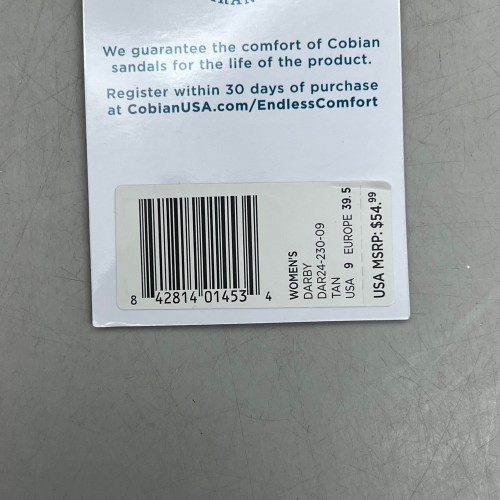 We guarantee the comfort of Cobian
sandals for the life of the product.
Register within 30 days of purchase
at CobianUSA.com/EndlessComfort
8 42814 01453 4
WOMEN'S
DARBY
DAR24-230-09
TAN
USA 9 EUROPE 39.5
USA MSRP: $54.99